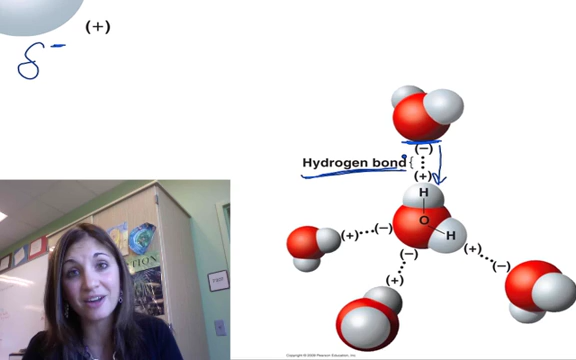 (+)
δ⁻
(−)
Hydrogen bond {
(+)
H
O
H
(+) (−)
(+) (−)
(−)
(+)
Copyright © 2009 Pearson Education, Inc.